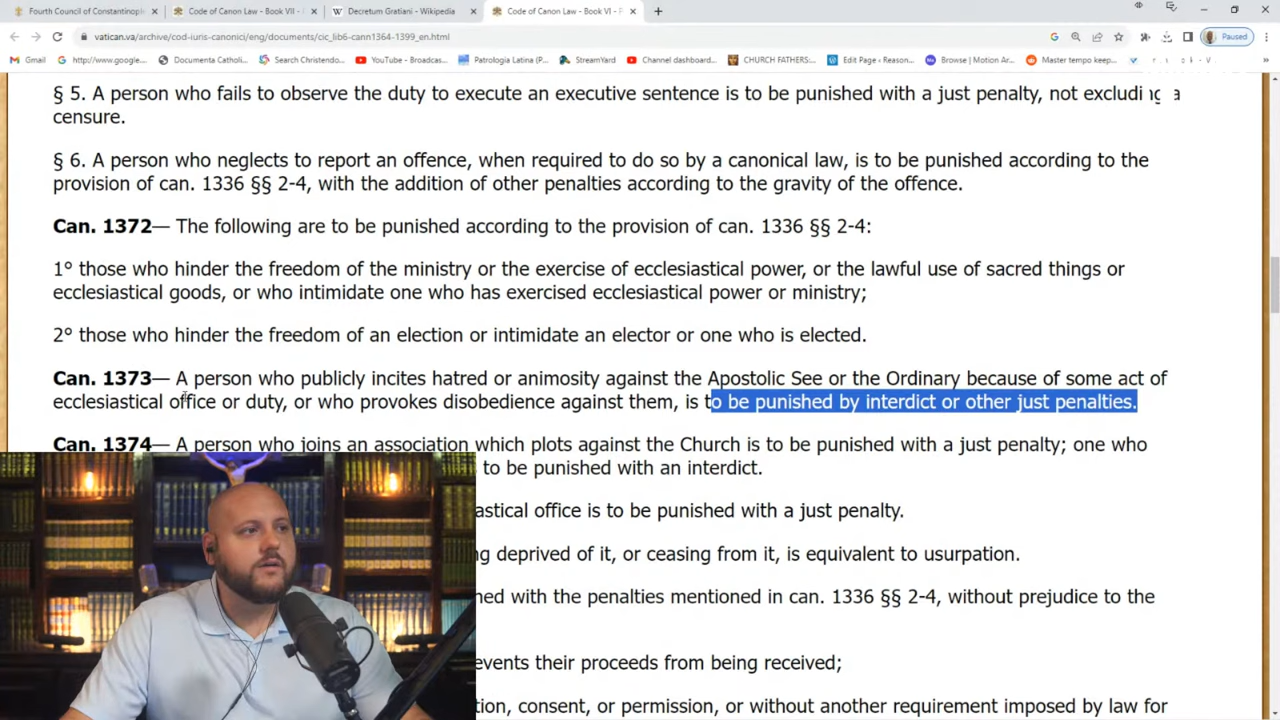 Fourth Council of Constantinople
Code of Canon Law - Book VII -
Decretum Gratiani - Wikipedia
Code of Canon Law - Book VI -
vatican.va/archive/cod-iuris-canonici/eng/documents/cic_lib6-cann1364-1399_en.html
Paused
Gmail
http://www.google...
Documenta Catholi...
Search Christendo...
YouTube - Broadcas...
Patrologia Latina (P...
StreamYard
Channel dashboard...
CHURCH FATHERS:...
Edit Page - Reason...
Browse | Motion Ar...
Master tempo keep...
§ 5. A person who fails to observe the duty to execute an executive sentence is to be punished with a just penalty, not excluding a
censure.
§ 6. A person who neglects to report an offence, when required to do so by a canonical law, is to be punished according to the
provision of can. 1336 §§ 2-4, with the addition of other penalties according to the gravity of the offence.
Can. 1372— The following are to be punished according to the provision of can. 1336 §§ 2-4:
1° those who hinder the freedom of the ministry or the exercise of ecclesiastical power, or the lawful use of sacred things or
ecclesiastical goods, or who intimidate one who has exercised ecclesiastical power or ministry;
2° those who hinder the freedom of an election or intimidate an elector or one who is elected.
Can. 1373— A person who publicly incites hatred or animosity against the Apostolic See or the Ordinary because of some act of
ecclesiastical office or duty, or who provokes disobedience against them, is to be punished by interdict or other just penalties.
Can. 1374— A person who joins an association which plots against the Church is to be punished with a just penalty; one who
to be punished with an interdict.
astical office is to be punished with a just penalty.
g deprived of it, or ceasing from it, is equivalent to usurpation.
ned with the penalties mentioned in can. 1336 §§ 2-4, without prejudice to the
events their proceeds from being received;
tion, consent, or permission, or without another requirement imposed by law for